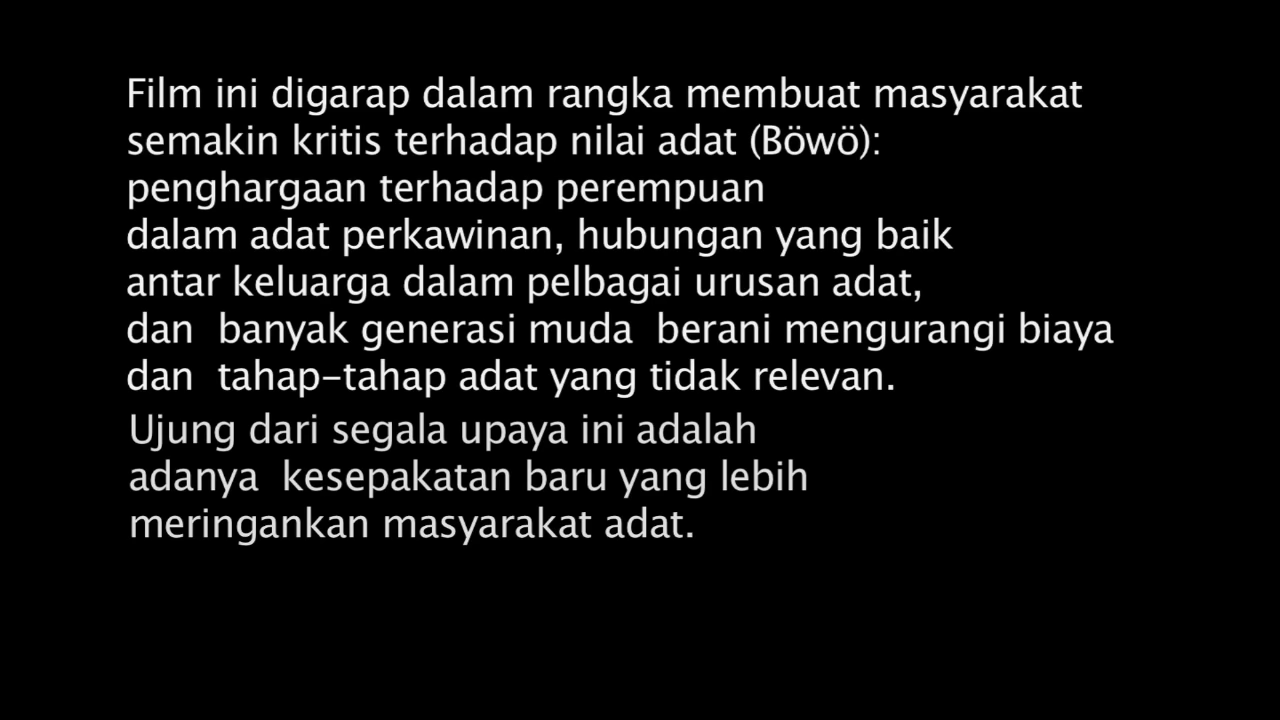 Film ini digarap dalam rangka membuat masyarakat
semakin kritis terhadap nilai adat (Böwö):
penghargaan terhadap perempuan
dalam adat perkawinan, hubungan yang baik
antar keluarga dalam pelbagai urusan adat,
dan  banyak generasi muda  berani mengurangi biaya
dan  tahap-tahap adat yang tidak relevan.
Ujung dari segala upaya ini adalah
adanya  kesepakatan baru yang lebih
meringankan masyarakat adat.